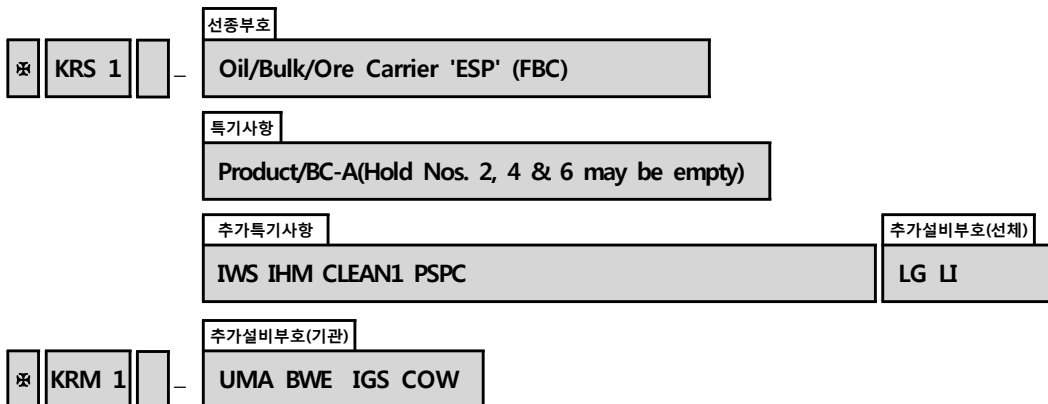 선종부호
✠ KRS 1 – Oil/Bulk/Ore Carrier 'ESP' (FBC)
특기사항
Product/BC-A(Hold Nos. 2, 4 & 6 may be empty)
추가특기사항 추가설비부호(선체)
IWS IHM CLEAN1 PSPC LG LI
추가설비부호(기관)
✠ KRM 1 – UMA BWE IGS COW